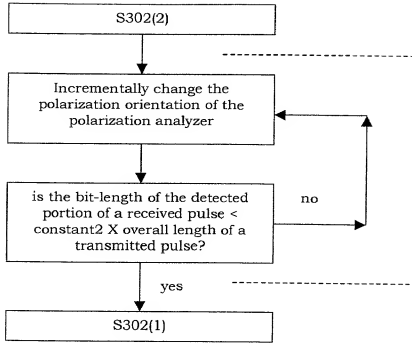 S302(2)
Incrementally change the
polarization orientation of the
polarization analyzer
is the bit-length of the detected
portion of a received pulse <
constant2 X overall length of a
transmitted pulse?
no
yes
S302(1)